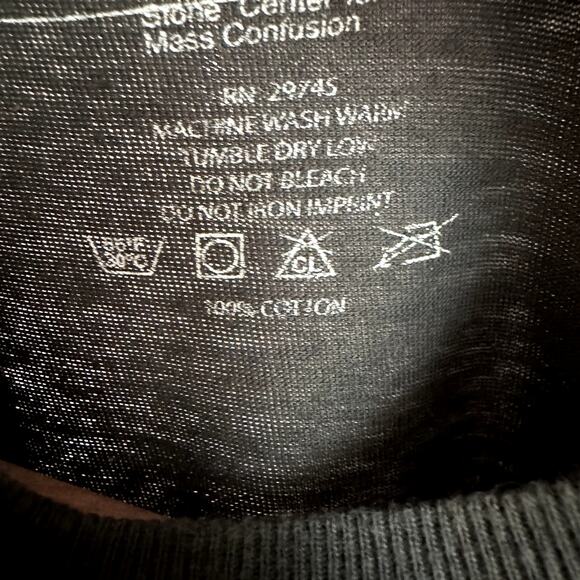 Stone Center for
Mass Confusion
RN 29745
MACHINE WASH WARM
TUMBLE DRY LOW
DO NOT BLEACH
DO NOT IRON IMPRINT
30°C
CL
100% COTTON